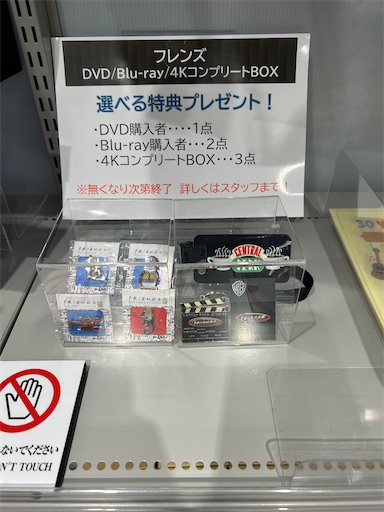 フレンズ
DVD/Blu-ray/4KコンプリートBOX
選べる特典プレゼント！
・DVD購入者････1点
・Blu-ray購入者･･･2点
・4KコンプリートBOX･･･3点
※無くなり次第終了 詳しくはスタッフまで！
CENTRAL
PERK
30
ないでください
N'T TOUCH